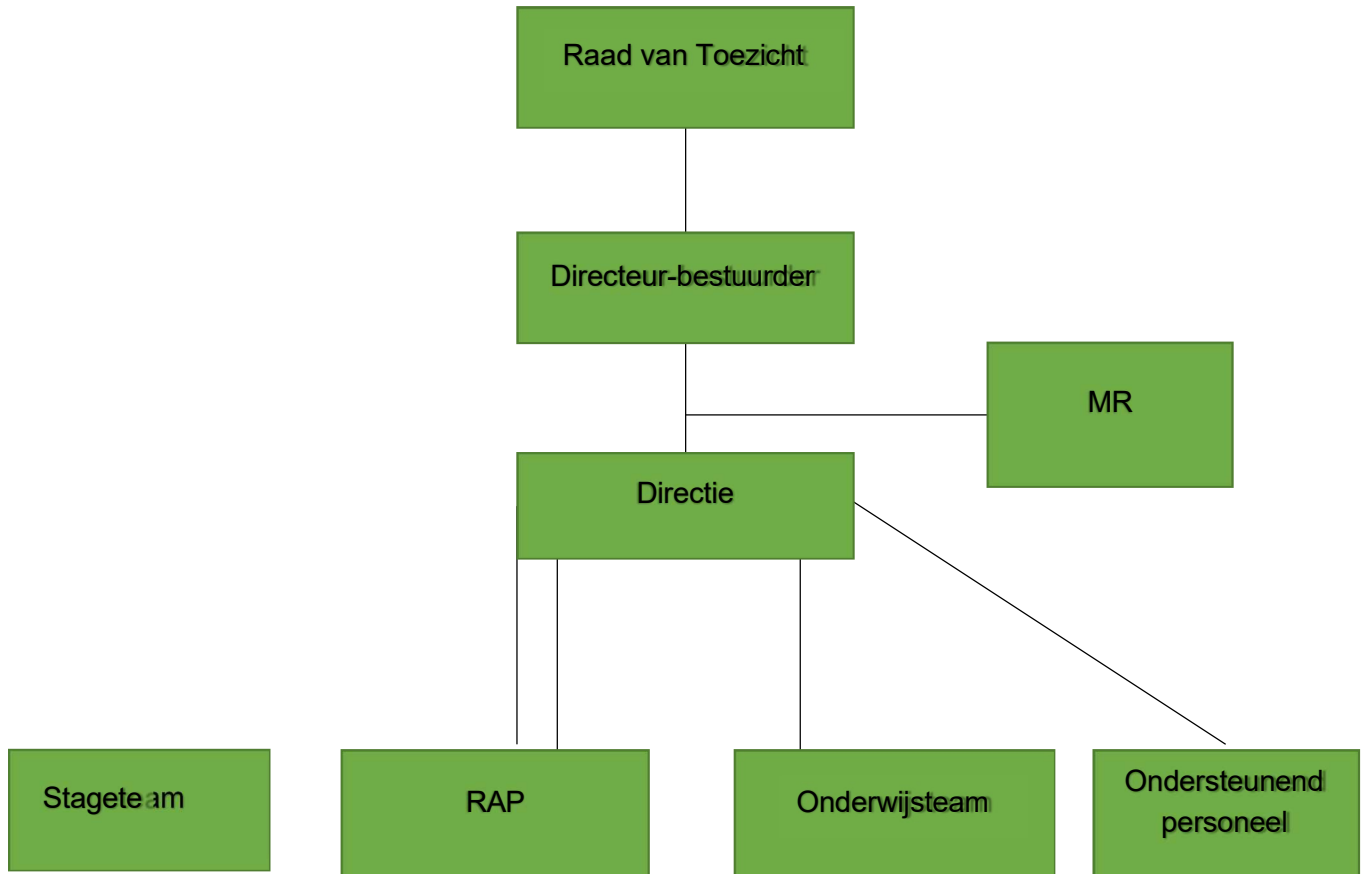 Raad van Toezicht
Directeur-bestuurder
MR
Directie
Stageteam
RAP
Onderwijsteam
Ondersteunend
personeel